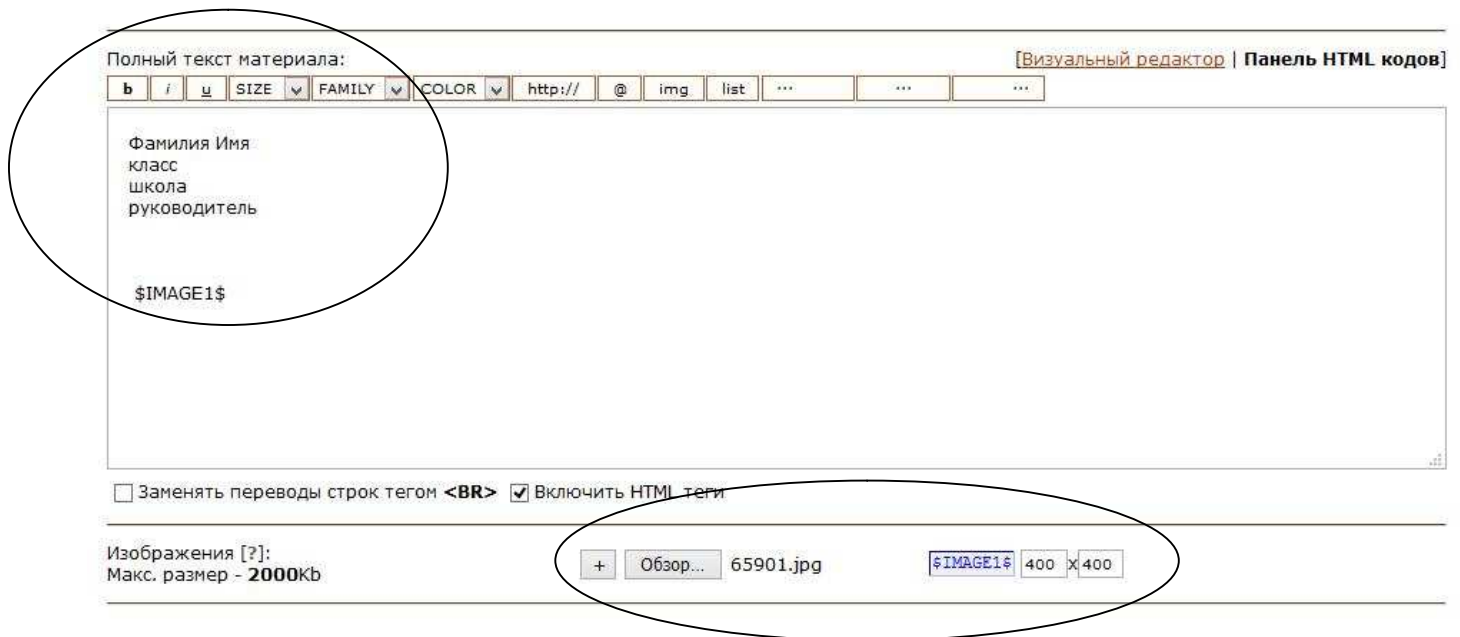 Полный текст материала: [Визуальный редактор | Панель HTML кодов]
b i u SIZE FAMILY COLOR http:// @ img list ... ... ...
Фамилия Имя
класс
школа
руководитель
$IMAGE1$
Заменять переводы строк тегом <BR> Включить HTML теги
Изображения [?]:
Макс. размер - 2000Kb
+ Обзор... 65901.jpg $IMAGE1$ 400 x 400